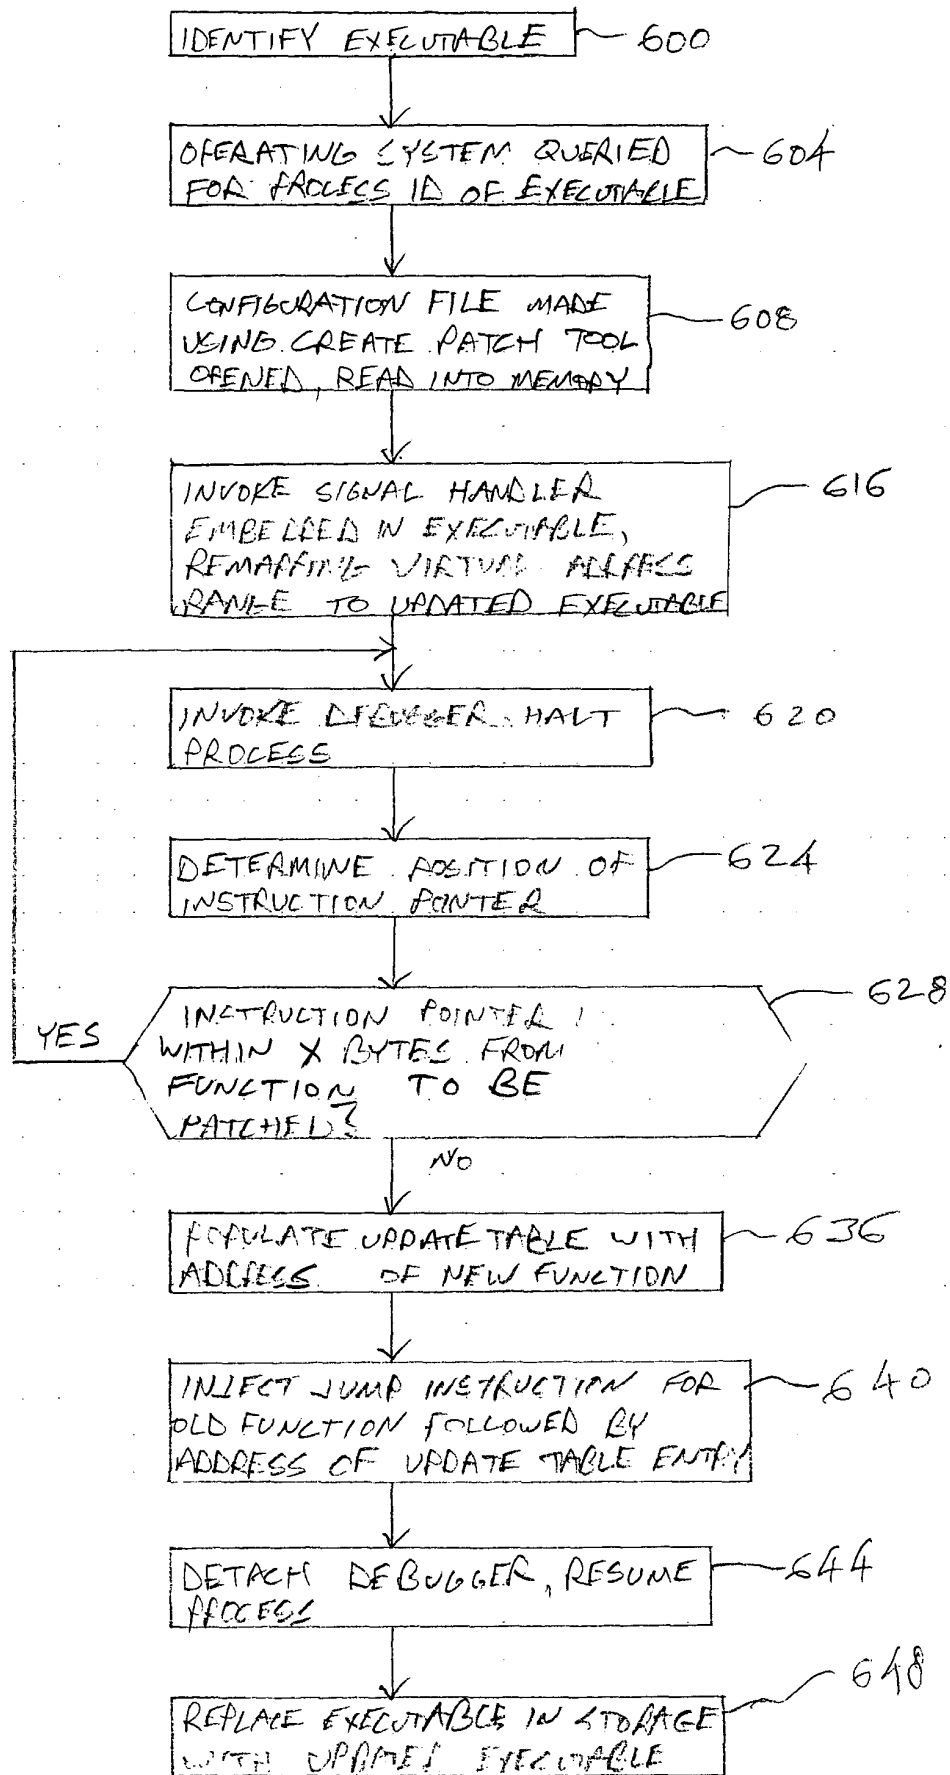 IDENTIFY EXECUTABLE
600
OPERATING SYSTEM QUERIED
FOR PROCESS ID OF EXECUTABLE
604
CONFIGURATION FILE MADE
USING CREATE PATCH TOOL
OPENED, READ INTO MEMORY
608
INVOKE SIGNAL HANDLER
EMBEDDED IN EXECUTABLE,
REMAPPING VIRTUAL ADDRESS
RANGE TO UPDATED EXECUTABLE
616
INVOKE DEBUGGER, HALT
PROCESS
620
DETERMINE POSITION OF
INSTRUCTION POINTER
624
INSTRUCTION POINTER
WITHIN X BYTES FROM
FUNCTION TO BE
PATCHED?
628
YES
NO
POPULATE UPDATE TABLE WITH
ADDRESS OF NEW FUNCTION
636
INJECT JUMP INSTRUCTION FOR
OLD FUNCTION FOLLOWED BY
ADDRESS OF UPDATE TABLE ENTRY
640
DETACH DEBUGGER, RESUME
PROCESS
644
REPLACE EXECUTABLE IN STORAGE
WITH UPDATED EXECUTABLE
648